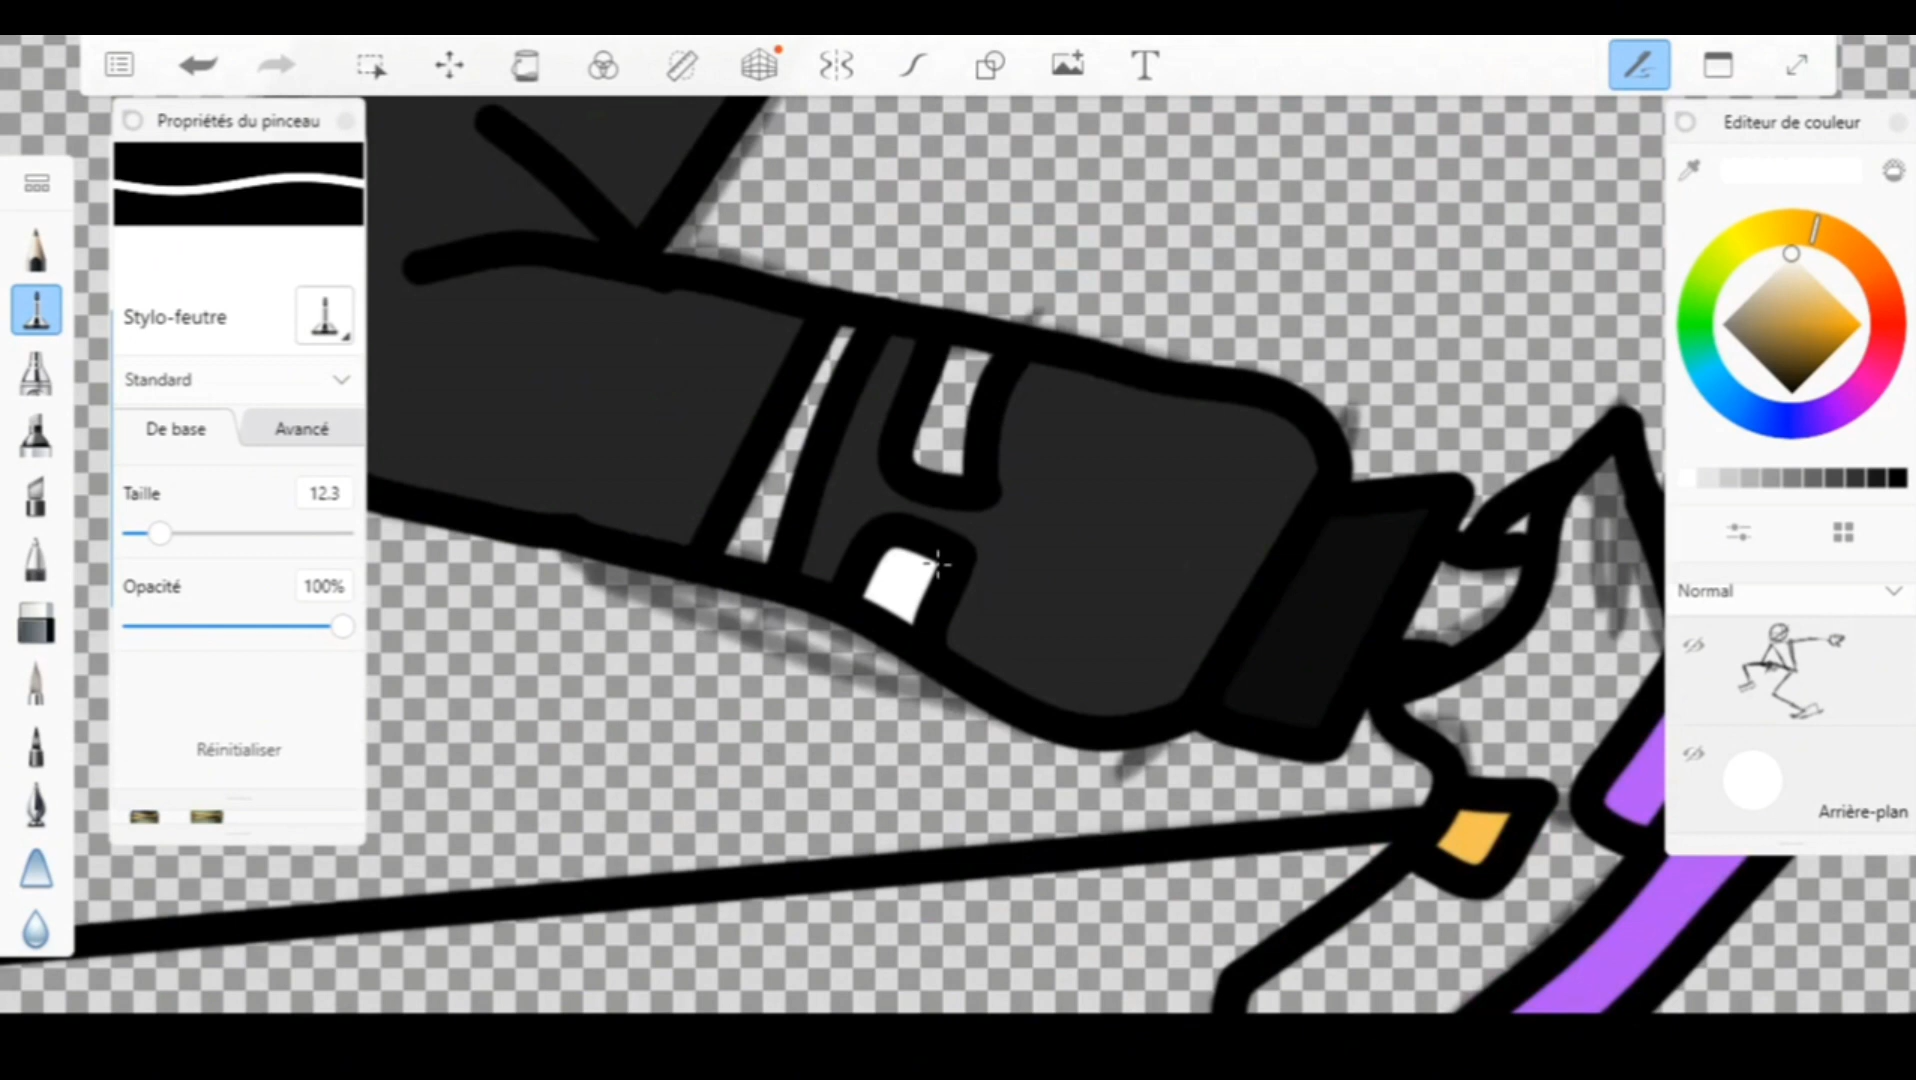 Propriétés du pinceau
Editeur de couleur
Stylo-feutre
Standard
De base Avancé
Taille 12.3
Opacité 100%
Normal
Réinitialiser
Arrière-plan